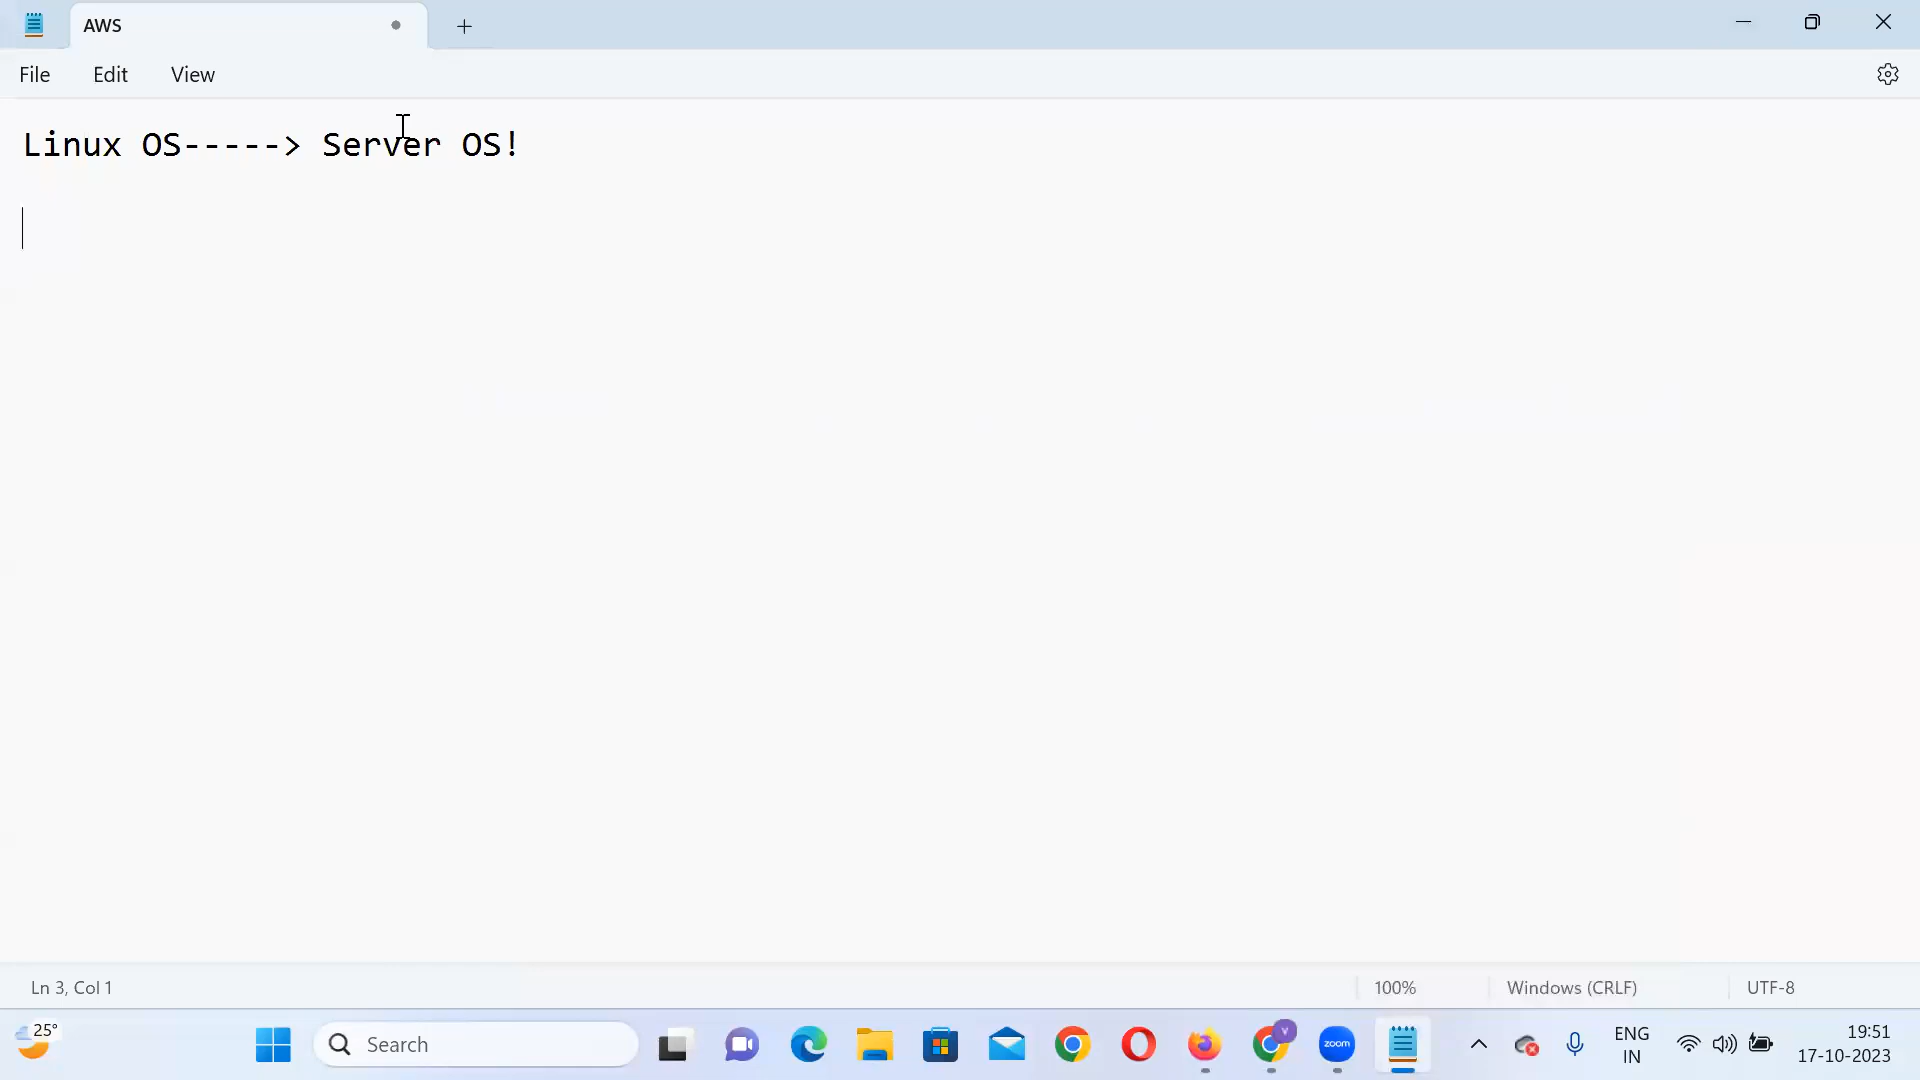 AWS
File Edit View
Linux OS-----> Server OS!
Ln 3, Col 1 100% Windows (CRLF) UTF-8
25° Search V zoom ENG 19:51
IN 17-10-2023